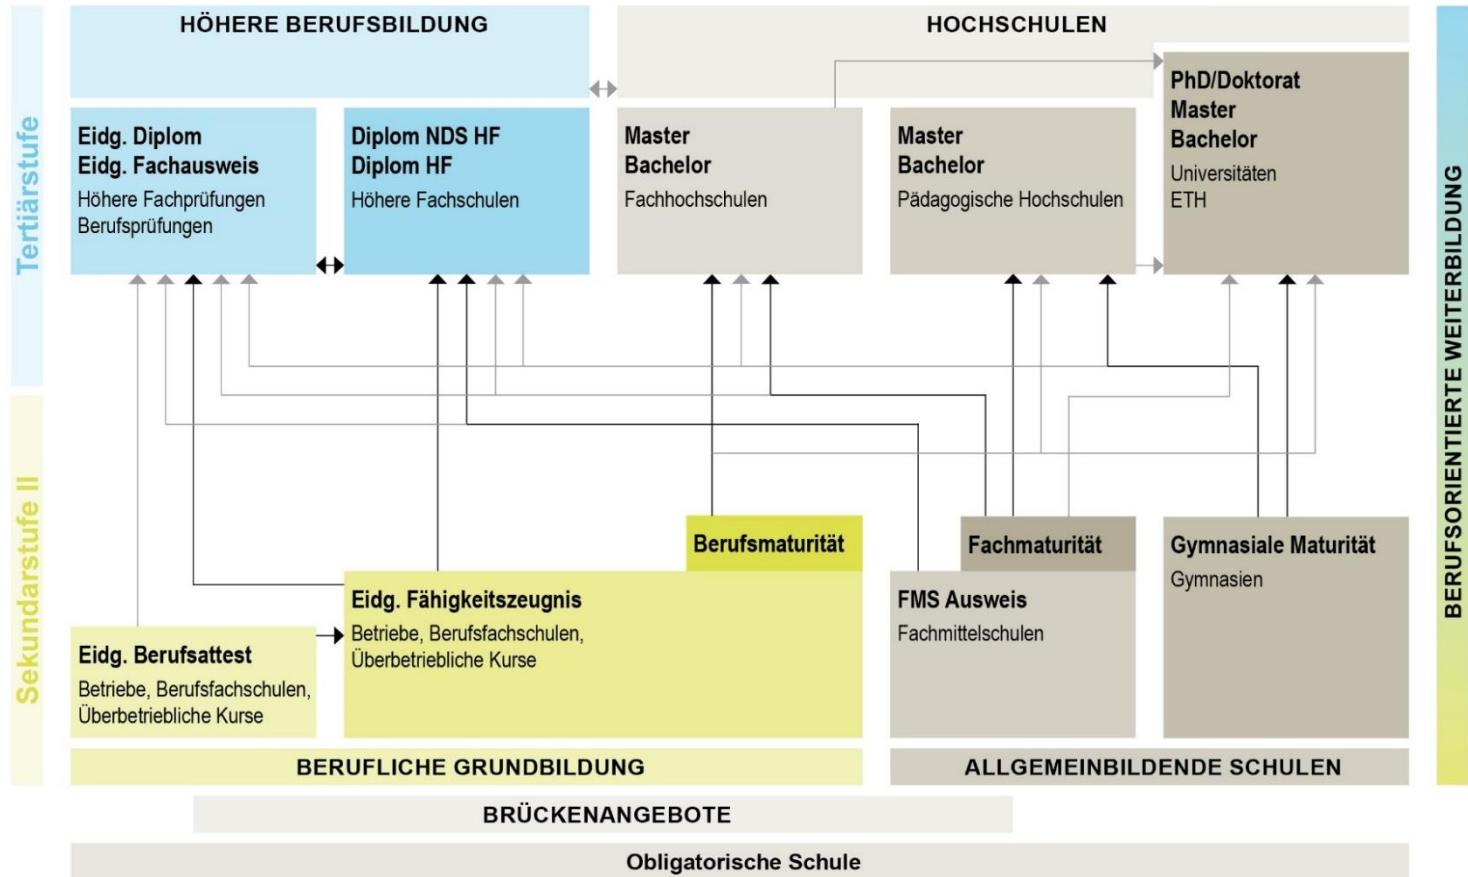 HÖHERE BERUFSBILDUNG
HOCHSCHULEN
Tertiärstufe
Eidg. Diplom
Eidg. Fachausweis
Höhere Fachprüfungen
Berufsprüfungen
Diplom NDS HF
Diplom HF
Höhere Fachschulen
Master
Bachelor
Fachhochschulen
Master
Bachelor
Pädagogische Hochschulen
PhD/Doktorat
Master
Bachelor
Universitäten
ETH
BERUFSORIENTIERTE WEITERBILDUNG
Sekundarstufe II
Eidg. Berufsattest
Betriebe, Berufsfachschulen,
Überbetriebliche Kurse
Eidg. Fähigkeitszeugnis
Betriebe, Berufsfachschulen,
Überbetriebliche Kurse
Berufsmaturität
Fachmaturität
FMS Ausweis
Fachmittelschulen
Gymnasiale Maturität
Gymnasien
BERUFLICHE GRUNDBILDUNG
ALLGEMEINBILDENDE SCHULEN
BRÜCKENANGEBOTE
Obligatorische Schule